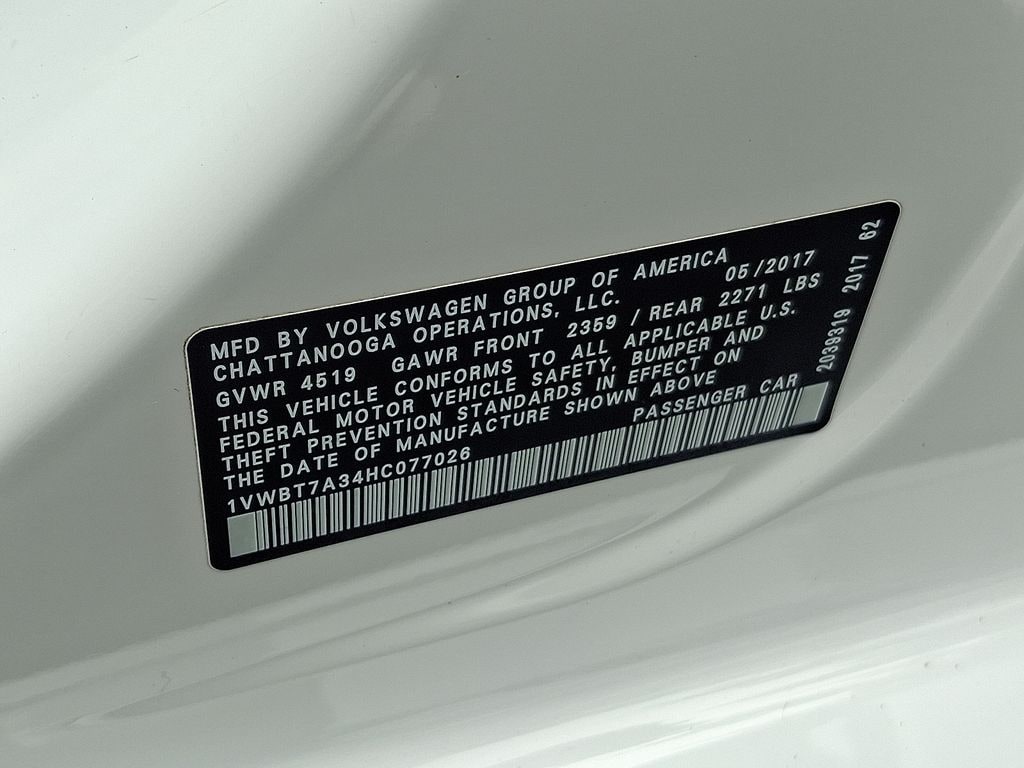 MFD BY VOLKSWAGEN GROUP OF AMERICA
CHATTANOOGA OPERATIONS, LLC. 05/2017
GVWR 4519 GAWR FRONT 2359 / REAR 2271 LBS
THIS VEHICLE CONFORMS TO ALL APPLICABLE U.S.
FEDERAL MOTOR VEHICLE SAFETY, BUMPER AND
THEFT PREVENTION STANDARDS IN EFFECT ON
THE DATE OF MANUFACTURE SHOWN ABOVE
1VWBT7A34HC077026 PASSENGER CAR
2039319 2017 62